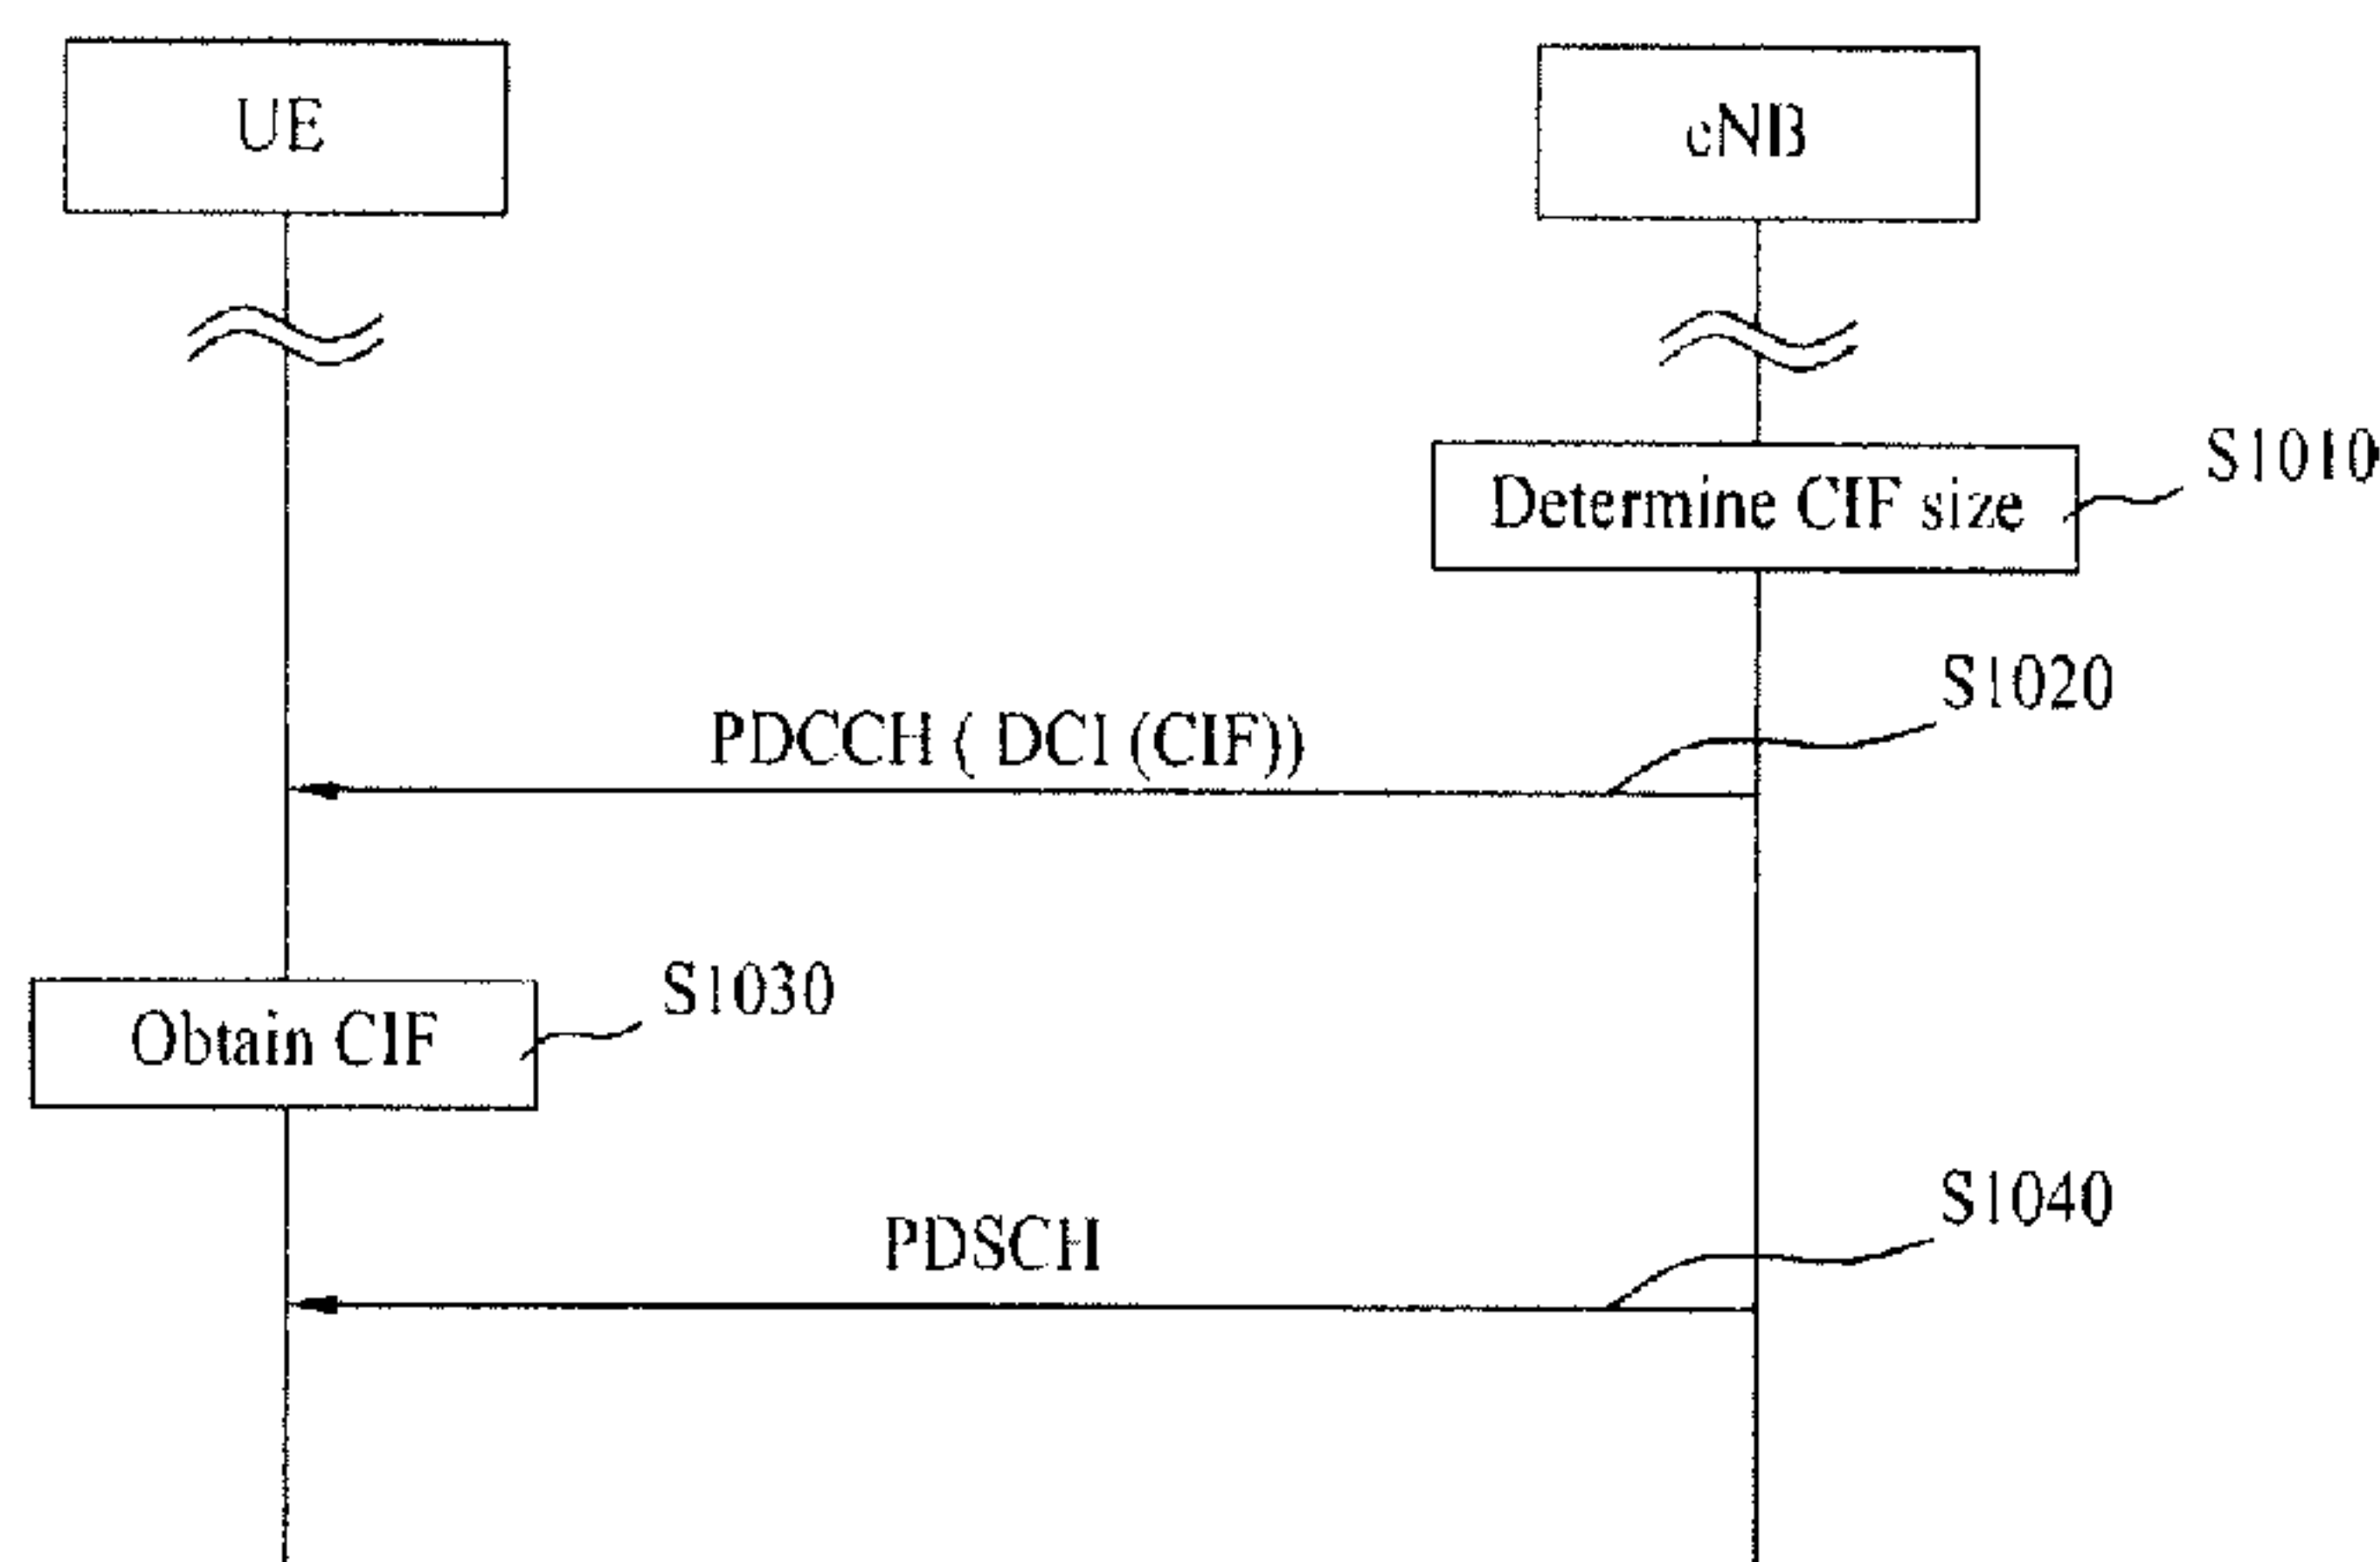 UE
eNB
Determine CIF size
S1010
S1020
PDCCH ( DCI (CIF))
S1030
Obtain CIF
S1040
PDSCH